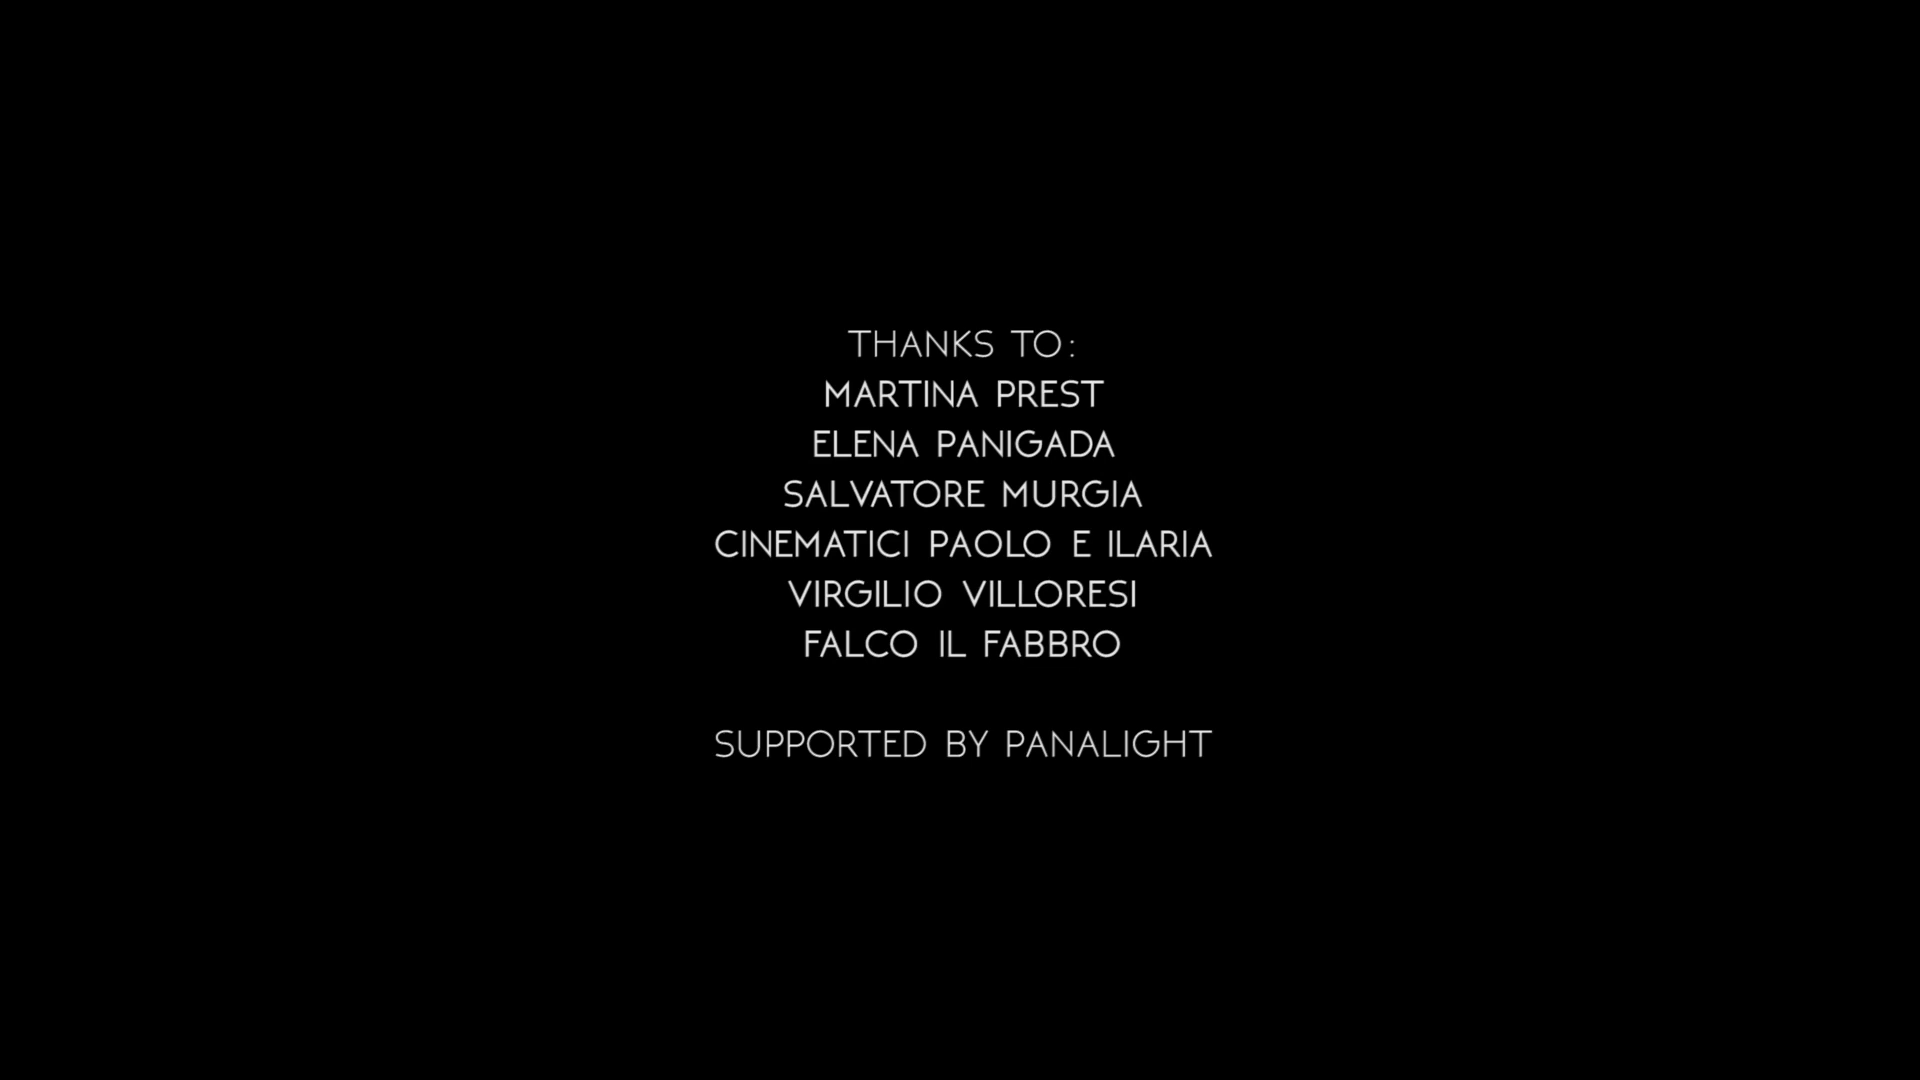 THANKS TO:
MARTINA PREST
ELENA PANIGADA
SALVATORE MURGIA
CINEMATICI PAOLO E ILARIA
VIRGILIO VILLORESI
FALCO IL FABBRO
SUPPORTED BY PANALIGHT